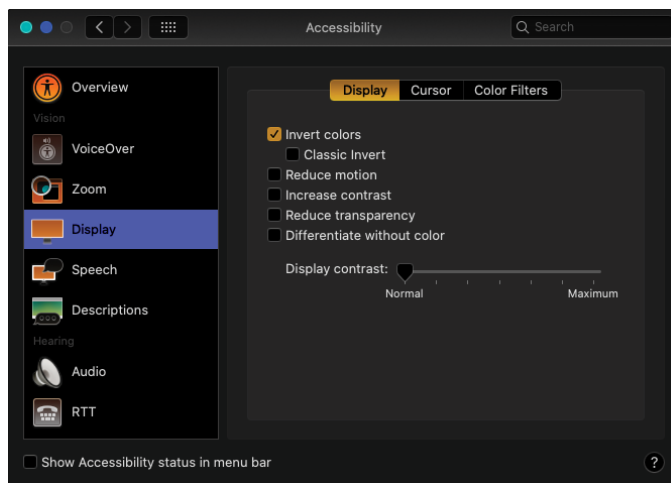 Accessibility
Search
Overview
Vision
VoiceOver
Zoom
Display
Speech
Descriptions
Hearing
Audio
RTT
Display Cursor Color Filters
Invert colors
Classic Invert
Reduce motion
Increase contrast
Reduce transparency
Differentiate without color
Display contrast:
Normal Maximum
Show Accessibility status in menu bar
?